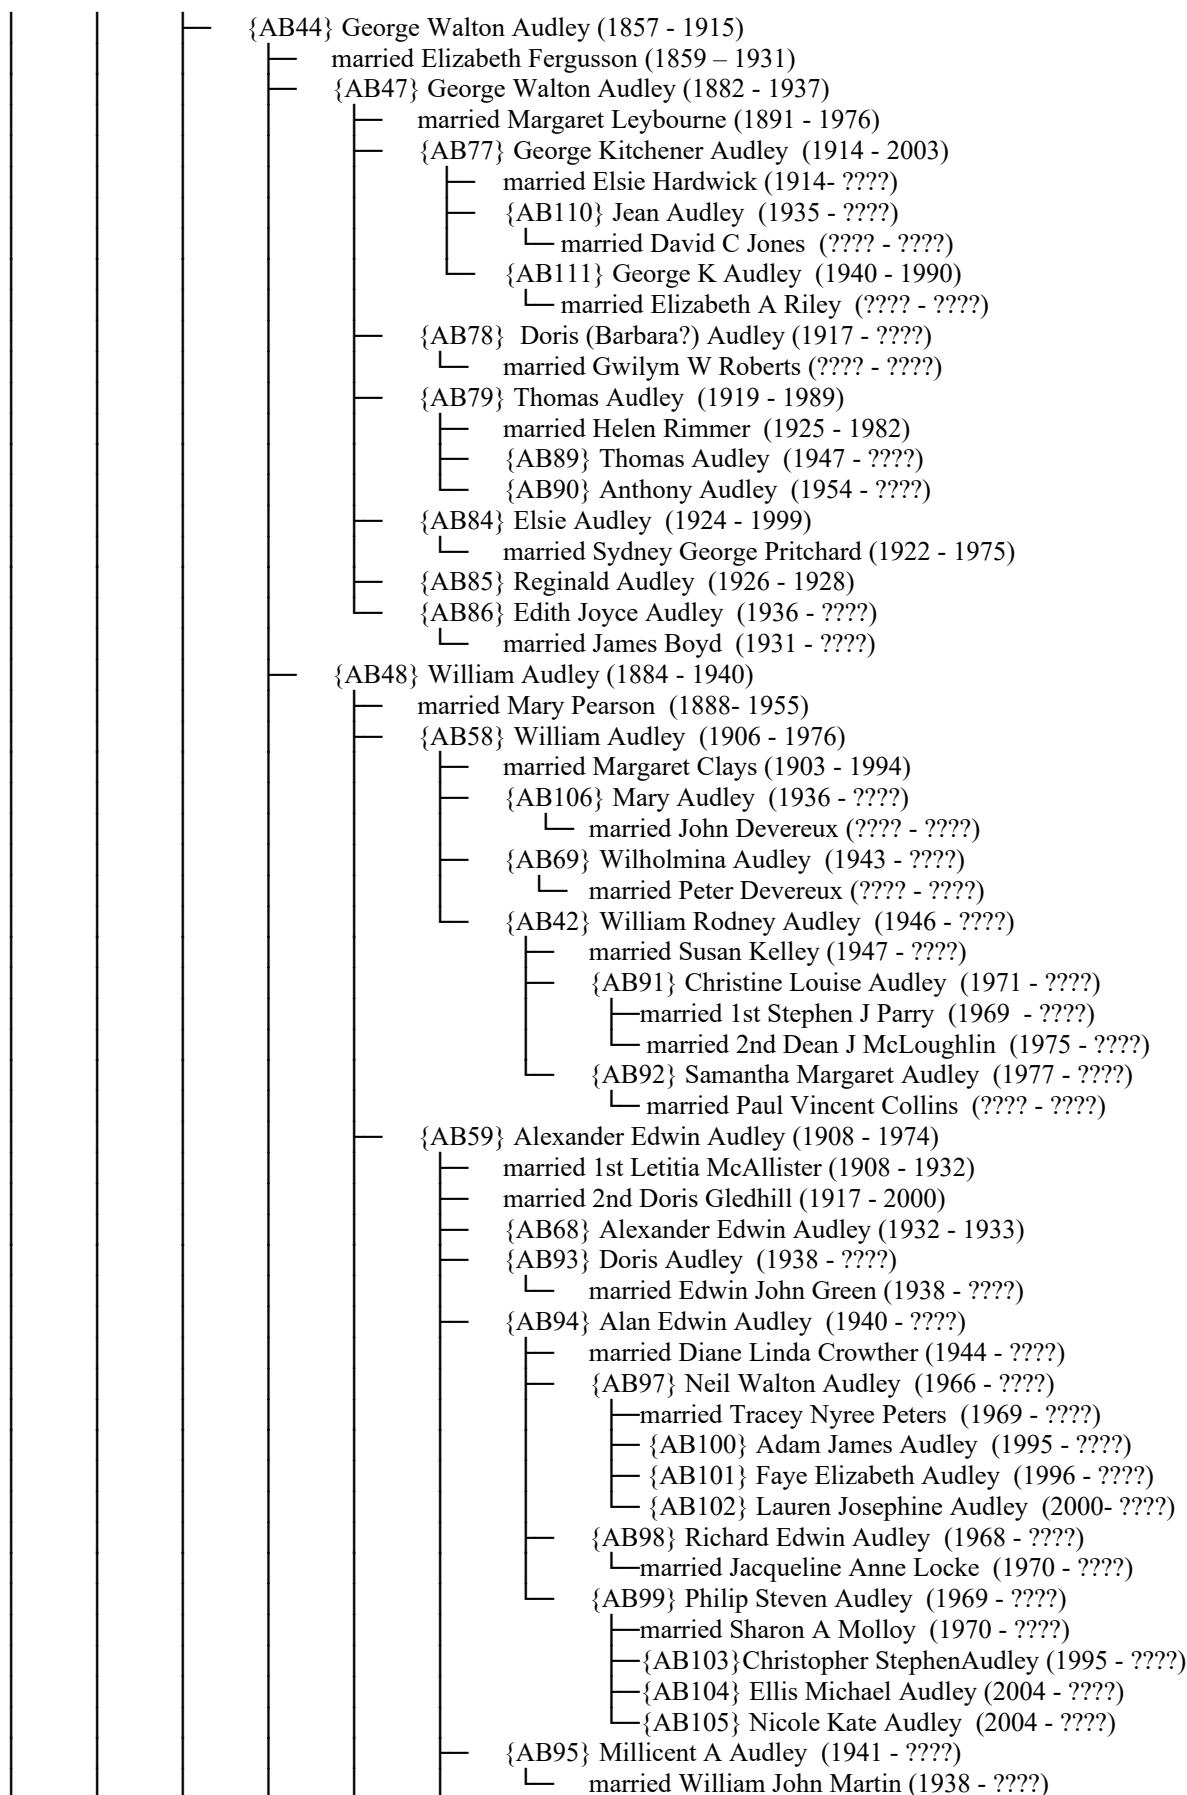 {AB44} George Walton Audley (1857 - 1915)
married Elizabeth Fergusson (1859 – 1931)
{AB47} George Walton Audley (1882 - 1937)
married Margaret Leybourne (1891 - 1976)
{AB77} George Kitchener Audley (1914 - 2003)
married Elsie Hardwick (1914- ????)
{AB110} Jean Audley (1935 - ????)
married David C Jones (???? - ????)
{AB111} George K Audley (1940 - 1990)
married Elizabeth A Riley (???? - ????)
{AB78} Doris (Barbara?) Audley (1917 - ????)
married Gwilym W Roberts (???? - ????)
{AB79} Thomas Audley (1919 - 1989)
married Helen Rimmer (1925 - 1982)
{AB89} Thomas Audley (1947 - ????)
{AB90} Anthony Audley (1954 - ????)
{AB84} Elsie Audley (1924 - 1999)
married Sydney George Pritchard (1922 - 1975)
{AB85} Reginald Audley (1926 - 1928)
{AB86} Edith Joyce Audley (1936 - ????)
married James Boyd (1931 - ????)
{AB48} William Audley (1884 - 1940)
married Mary Pearson (1888- 1955)
{AB58} William Audley (1906 - 1976)
married Margaret Clays (1903 - 1994)
{AB106} Mary Audley (1936 - ????)
married John Devereux (???? - ????)
{AB69} Wilholmina Audley (1943 - ????)
married Peter Devereux (???? - ????)
{AB42} William Rodney Audley (1946 - ????)
married Susan Kelley (1947 - ????)
{AB91} Christine Louise Audley (1971 - ????)
married 1st Stephen J Parry (1969 - ????)
married 2nd Dean J McLoughlin (1975 - ????)
{AB92} Samantha Margaret Audley (1977 - ????)
married Paul Vincent Collins (???? - ????)
{AB59} Alexander Edwin Audley (1908 - 1974)
married 1st Letitia McAllister (1908 - 1932)
married 2nd Doris Gledhill (1917 - 2000)
{AB68} Alexander Edwin Audley (1932 - 1933)
{AB93} Doris Audley (1938 - ????)
married Edwin John Green (1938 - ????)
{AB94} Alan Edwin Audley (1940 - ????)
married Diane Linda Crowther (1944 - ????)
{AB97} Neil Walton Audley (1966 - ????)
married Tracey Nyree Peters (1969 - ????)
{AB100} Adam James Audley (1995 - ????)
{AB101} Faye Elizabeth Audley (1996 - ????)
{AB102} Lauren Josephine Audley (2000- ????)
{AB98} Richard Edwin Audley (1968 - ????)
married Jacqueline Anne Locke (1970 - ????)
{AB99} Philip Steven Audley (1969 - ????)
married Sharon A Molloy (1970 - ????)
{AB103}Christopher StephenAudley (1995 - ????)
{AB104} Ellis Michael Audley (2004 - ????)
{AB105} Nicole Kate Audley (2004 - ????)
{AB95} Millicent A Audley (1941 - ????)
married William John Martin (1938 - ????)